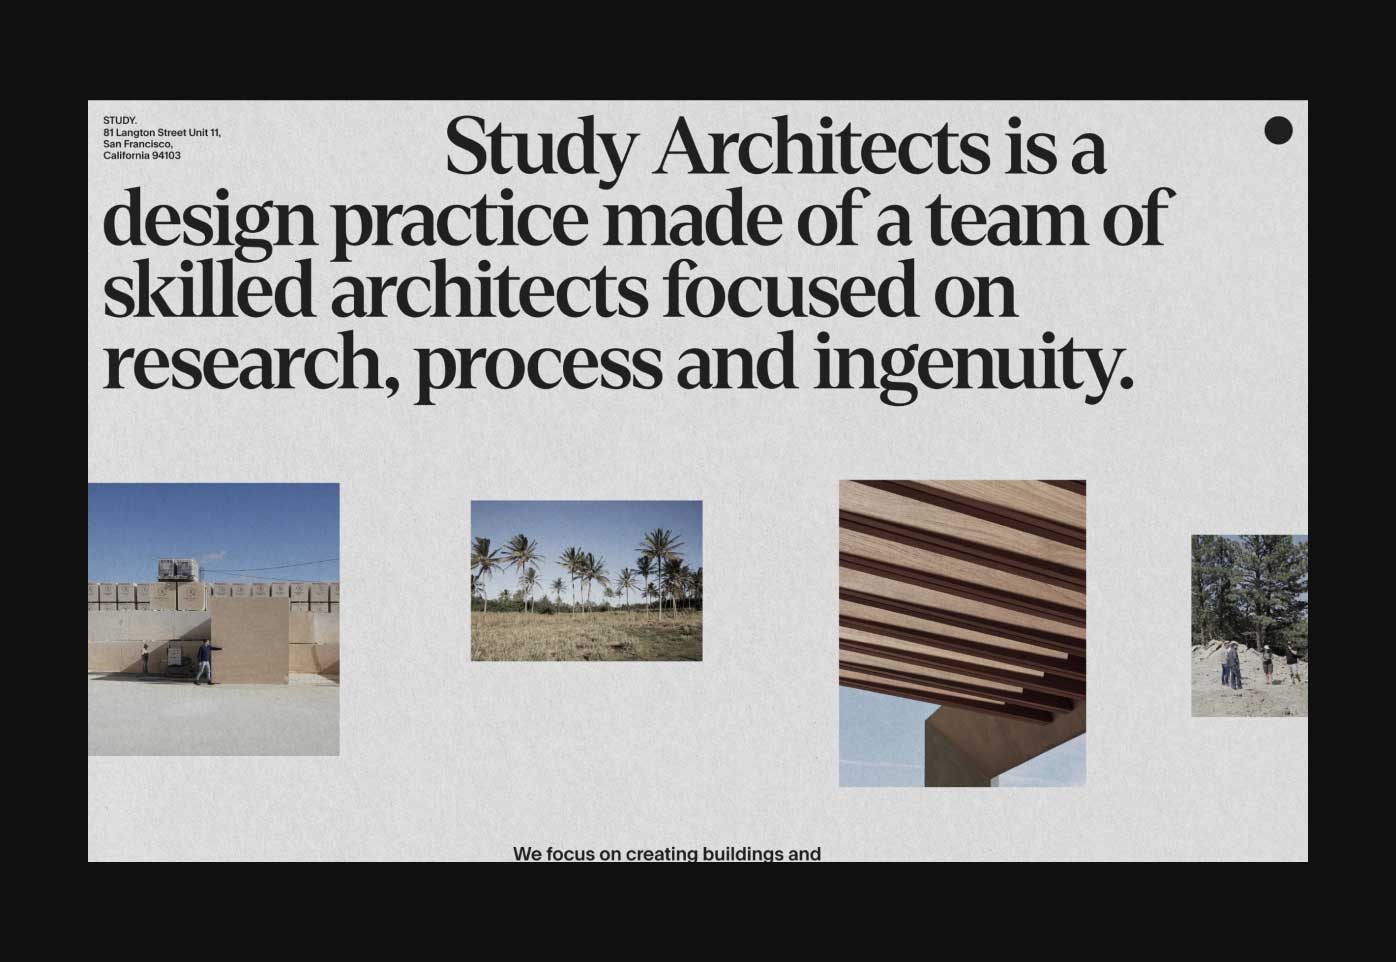 STUDY.
81 Langton Street Unit 11,
San Francisco,
California 94103
Study Architects is a
design practice made of a team of
skilled architects focused on
research, process and ingenuity.
We focus on creating buildings and